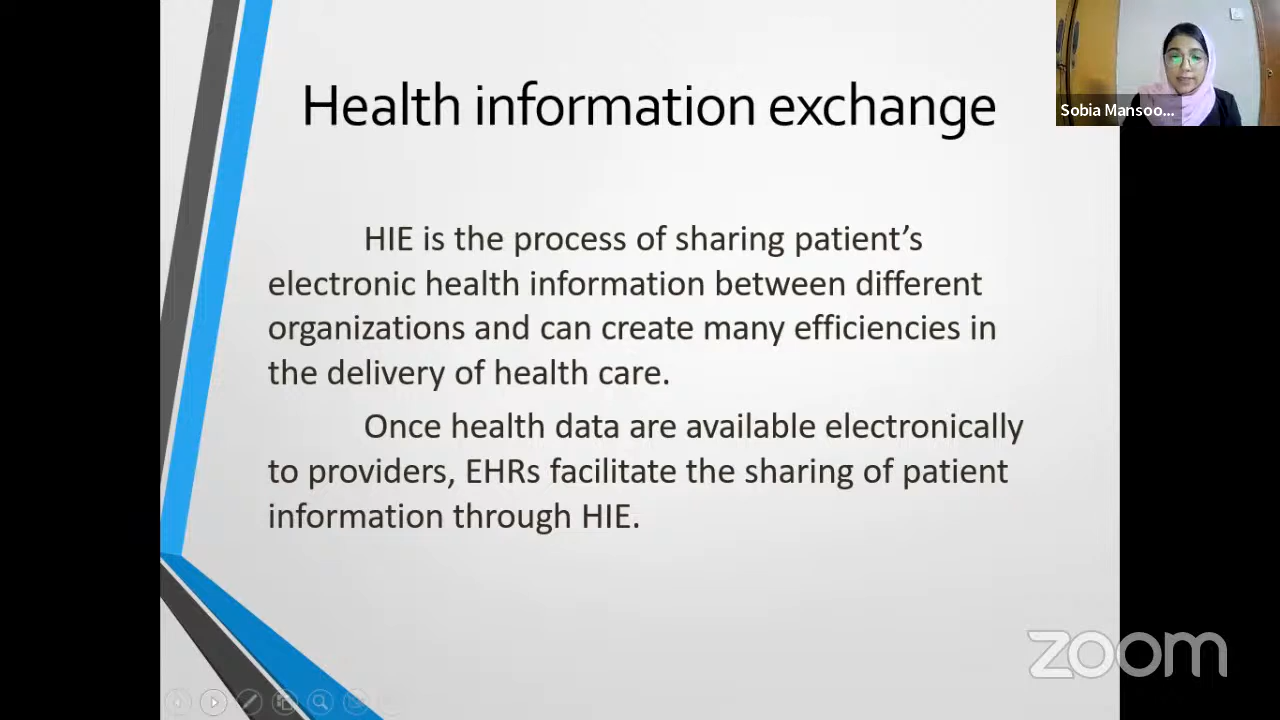 Health information exchange
Sobia Mansoo...
HIE is the process of sharing patient’s
electronic health information between different
organizations and can create many efficiencies in
the delivery of health care.
Once health data are available electronically
to providers, EHRs facilitate the sharing of patient
information through HIE.
zoom